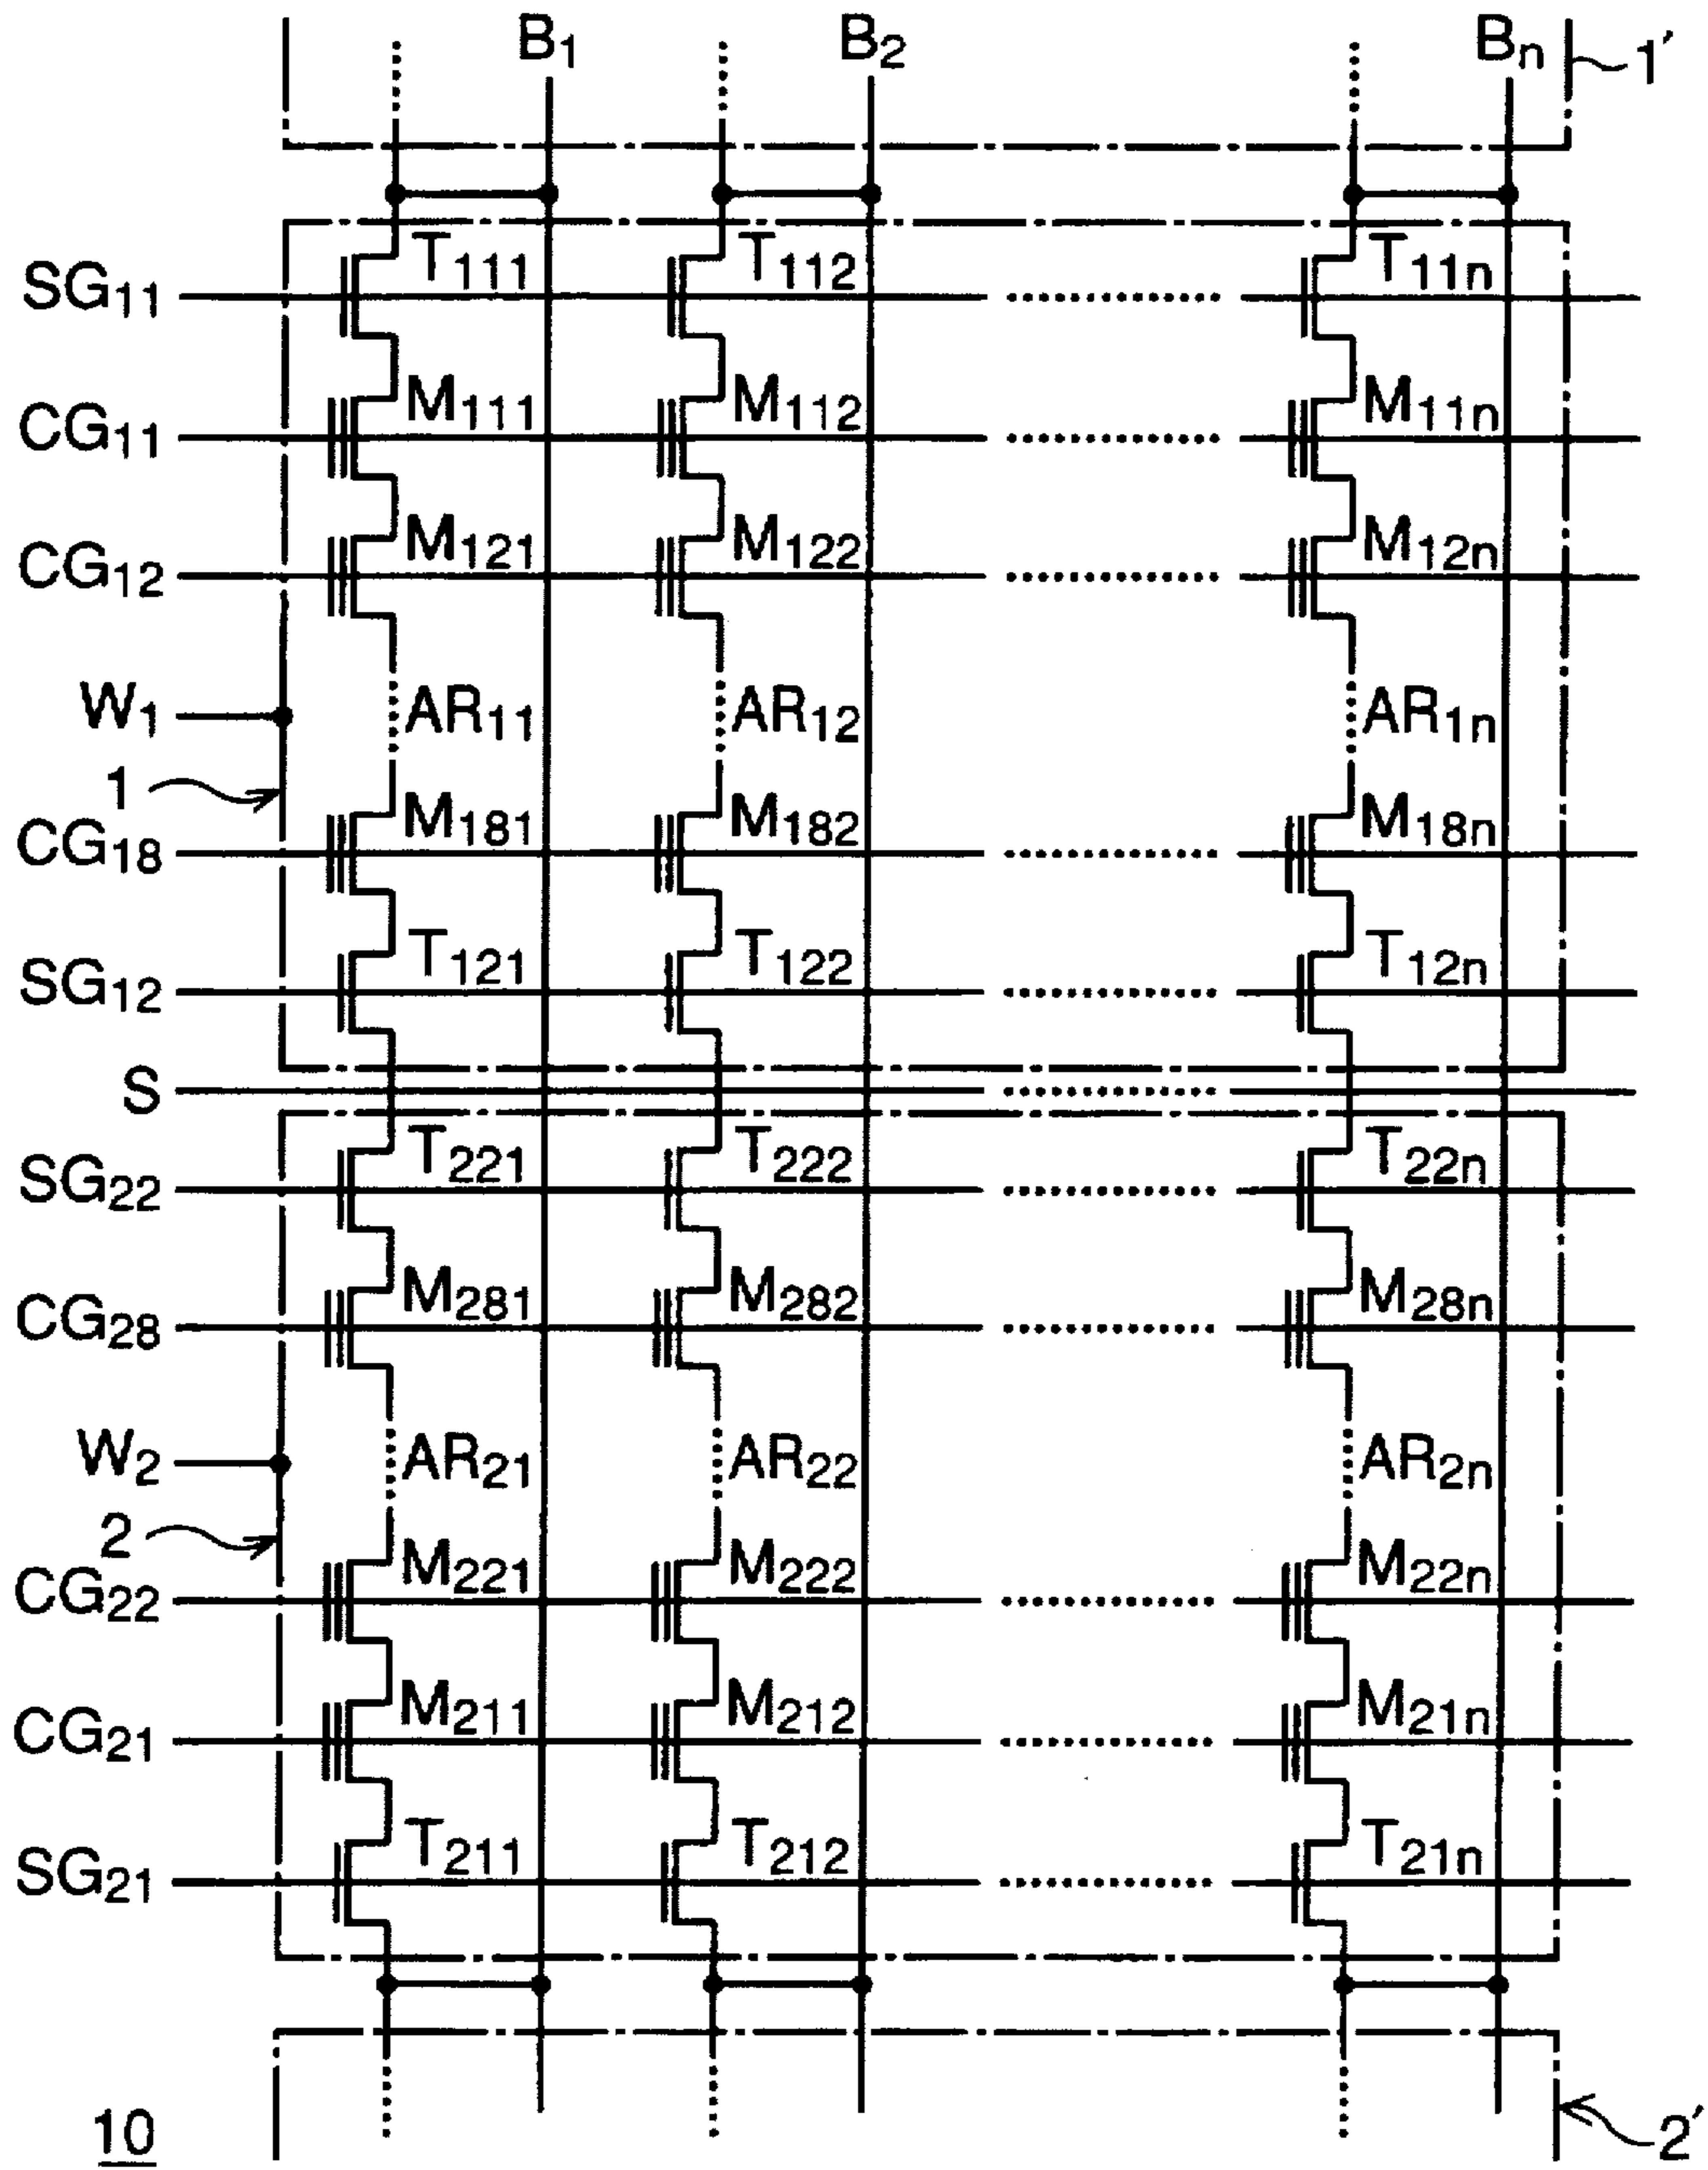 B1 B2 Bn 1′
T111 T112 T11n
SG11
M111 M112 M11n
CG11
M121 M122 M12n
CG12
W1 AR11 AR12 AR1n
1
M181 M182 M18n
CG18
T121 T122 T12n
SG12
S
T221 T222 T22n
SG22
M281 M282 M28n
CG28
W2 AR21 AR22 AR2n
2
M221 M222 M22n
CG22
M211 M212 M21n
CG21
T211 T212 T21n
SG21
10 2′